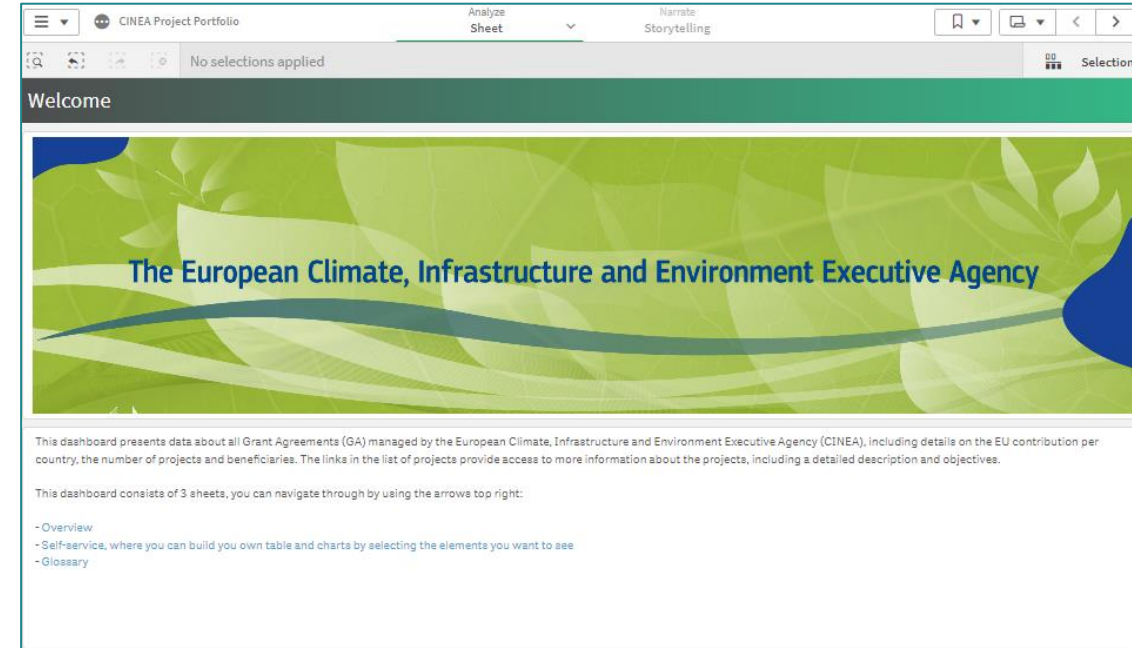 CINEA Project Portfolio
Analyze
Sheet
Narrate
Storytelling
No selections applied
Selection
Welcome
The European Climate, Infrastructure and Environment Executive Agency
This dashboard presents data about all Grant Agreements (GA) managed by the European Climate, Infrastructure and Environment Executive Agency (CINEA), including details on the EU contribution per
country, the number of projects and beneficiaries. The links in the list of projects provide access to more information about the projects, including a detailed description and objectives.
This dashboard consists of 3 sheets, you can navigate through by using the arrows top right:
- Overview
- Self-service, where you can build you own table and charts by selecting the elements you want to see
- Glossary